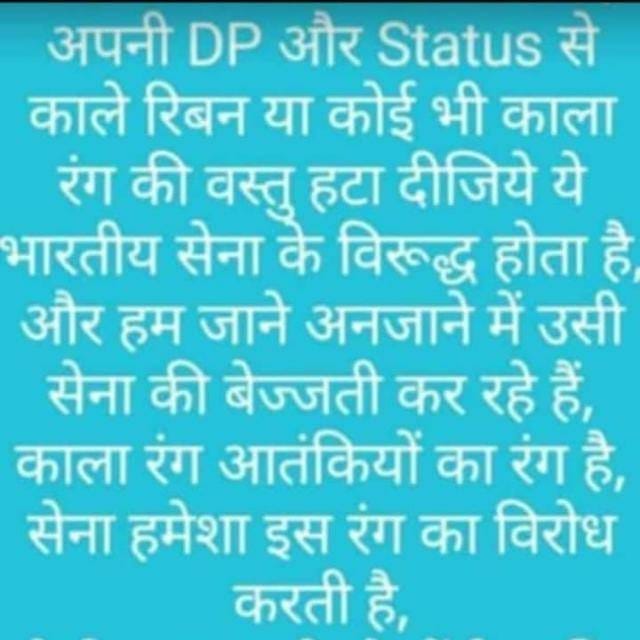 अपनी DP और Status से
काले रिबन या कोई भी काला
रंग की वस्तु हटा दीजिये ये
भारतीय सेना के विरूद्ध होता है,
और हम जाने अनजाने में उसी
सेना की बेज्जती कर रहे हैं,
काला रंग आतंकियों का रंग है,
सेना हमेशा इस रंग का विरोध
करती है,